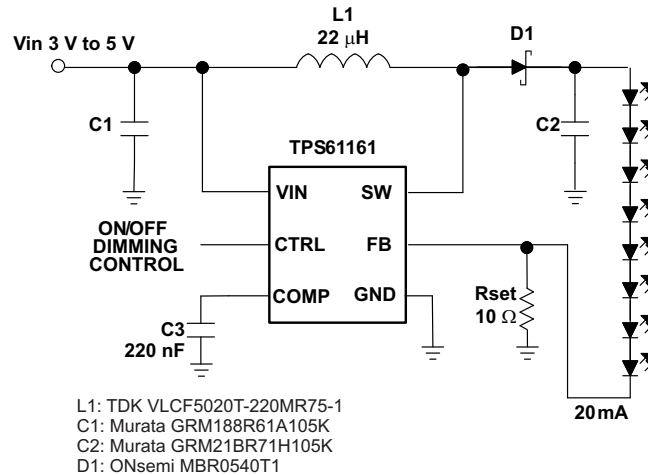 L1
22 μH
Vin 3 V to 5 V
D1
C1
C2
TPS61161
VIN
SW
ON/OFF
DIMMING
CONTROL
CTRL
FB
COMP
GND
Rset
10 Ω
C3
220 nF
20mA
L1: TDK VLCF5020T-220MR75-1
C1: Murata GRM188R61A105K
C2: Murata GRM21BR71H105K
D1: ONsemi MBR0540T1